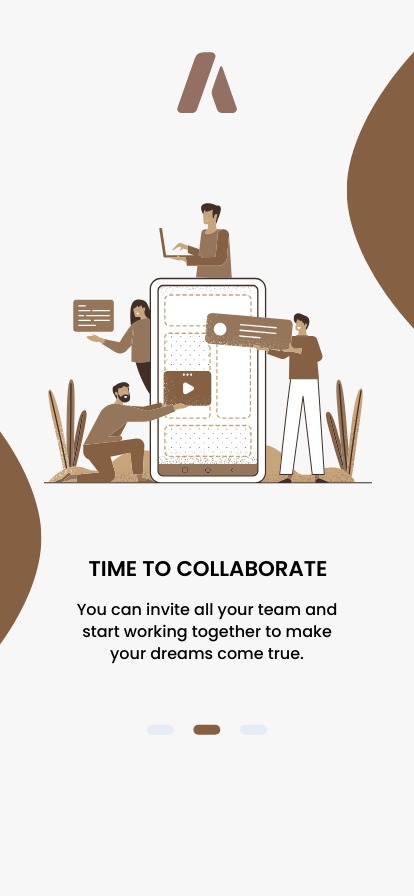 TIME TO COLLABORATE
You can invite all your team and
start working together to make
your dreams come true.